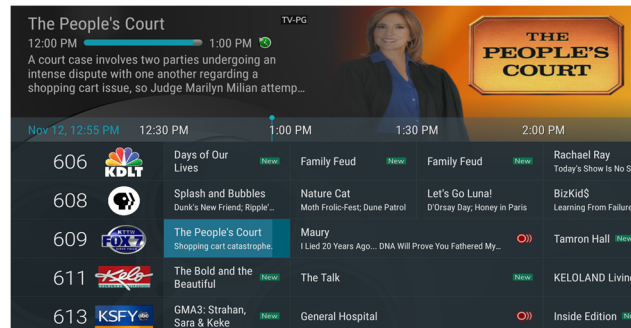 The People's Court
TV-PG
12:00 PM 1:00 PM
A court case involves two parties undergoing an
intense dispute with one another regarding a
shopping cart issue, so Judge Marilyn Milian attemp...
THE
PEOPLE'S
COURT
Nov 12, 12:55 PM 12:30 PM 1:00 PM 1:30 PM 2:00 PM
606 KDLT
Days of Our
Lives
New
Family Feud New
Family Feud New
Rachael Ray
Today's Show Is No S
608
Splash and Bubbles
Dunk's New Friend; Ripple'...
Nature Cat
Moth Frolic-Fest; Dune Patrol
Let's Go Luna!
D'Orsay Day; Honey in Paris
BizKid$
Learning From Failure
609 KTTW
FOX 7
The People's Court
Shopping cart catastrophe.
Maury
I Lied 20 Years Ago... DNA Will Prove You Fathered My...
Tamron Hall New
611 Kelo
The Bold and the
Beautiful
New
The Talk New
KELOLAND Livin
613 KSFY abc
GMA3: Strahan,
Sara & Keke
New
General Hospital
Inside Edition Ne